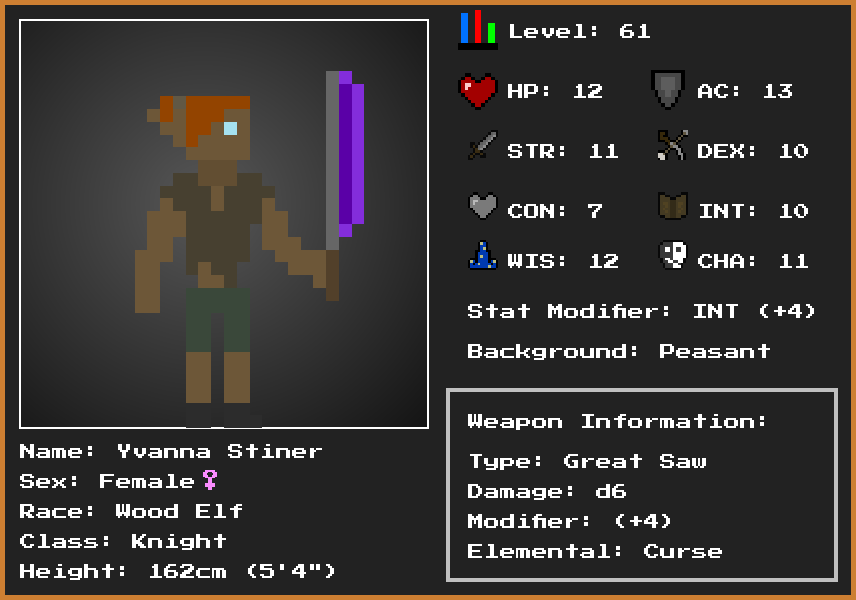 Level: 61
HP: 12 AC: 13
STR: 11 DEX: 10
CON: 7 INT: 10
WIS: 12 CHA: 11
Stat Modifier: INT (+4)
Background: Peasant
Weapon Information:
Type: Great Saw
Damage: d6
Modifier: (+4)
Elemental: Curse
Name: Yvanna Stiner
Sex: Female♀
Race: Wood Elf
Class: Knight
Height: 162cm (5'4")